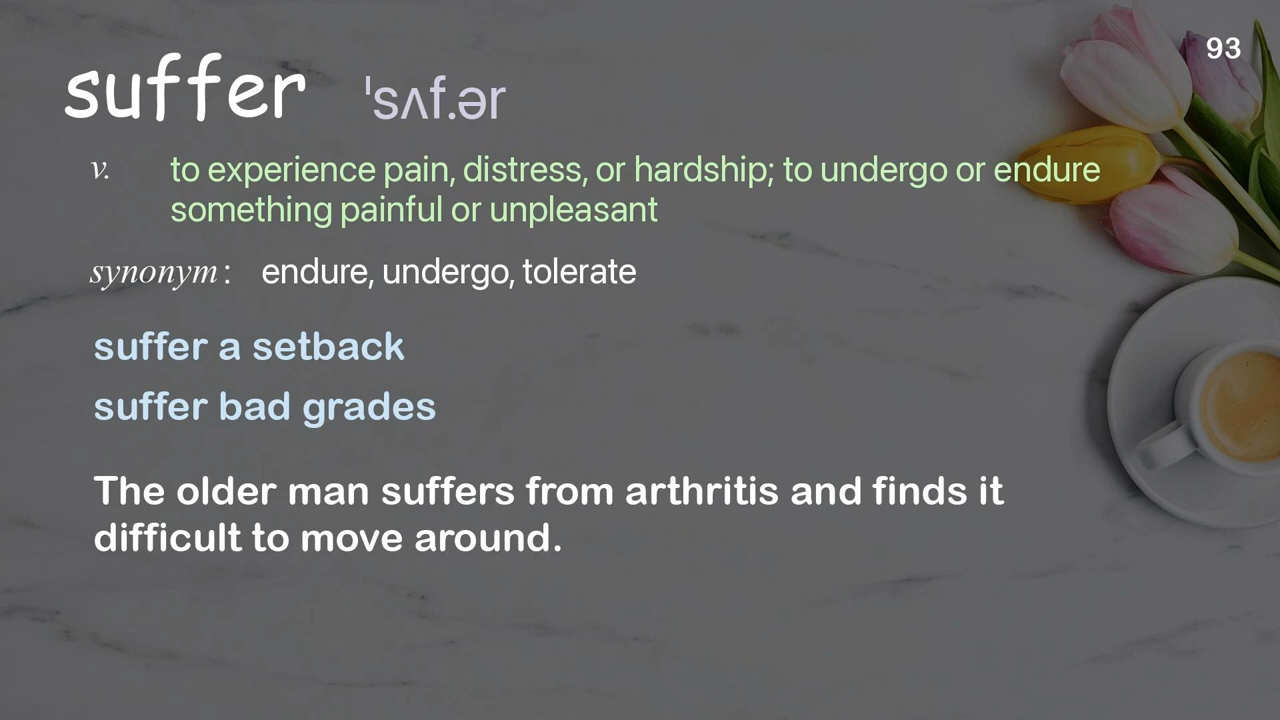 93
suffer ˈsʌf.ər
v. to experience pain, distress, or hardship; to undergo or endure
something painful or unpleasant
synonym: endure, undergo, tolerate
suffer a setback
suffer bad grades
The older man suffers from arthritis and finds it
difficult to move around.